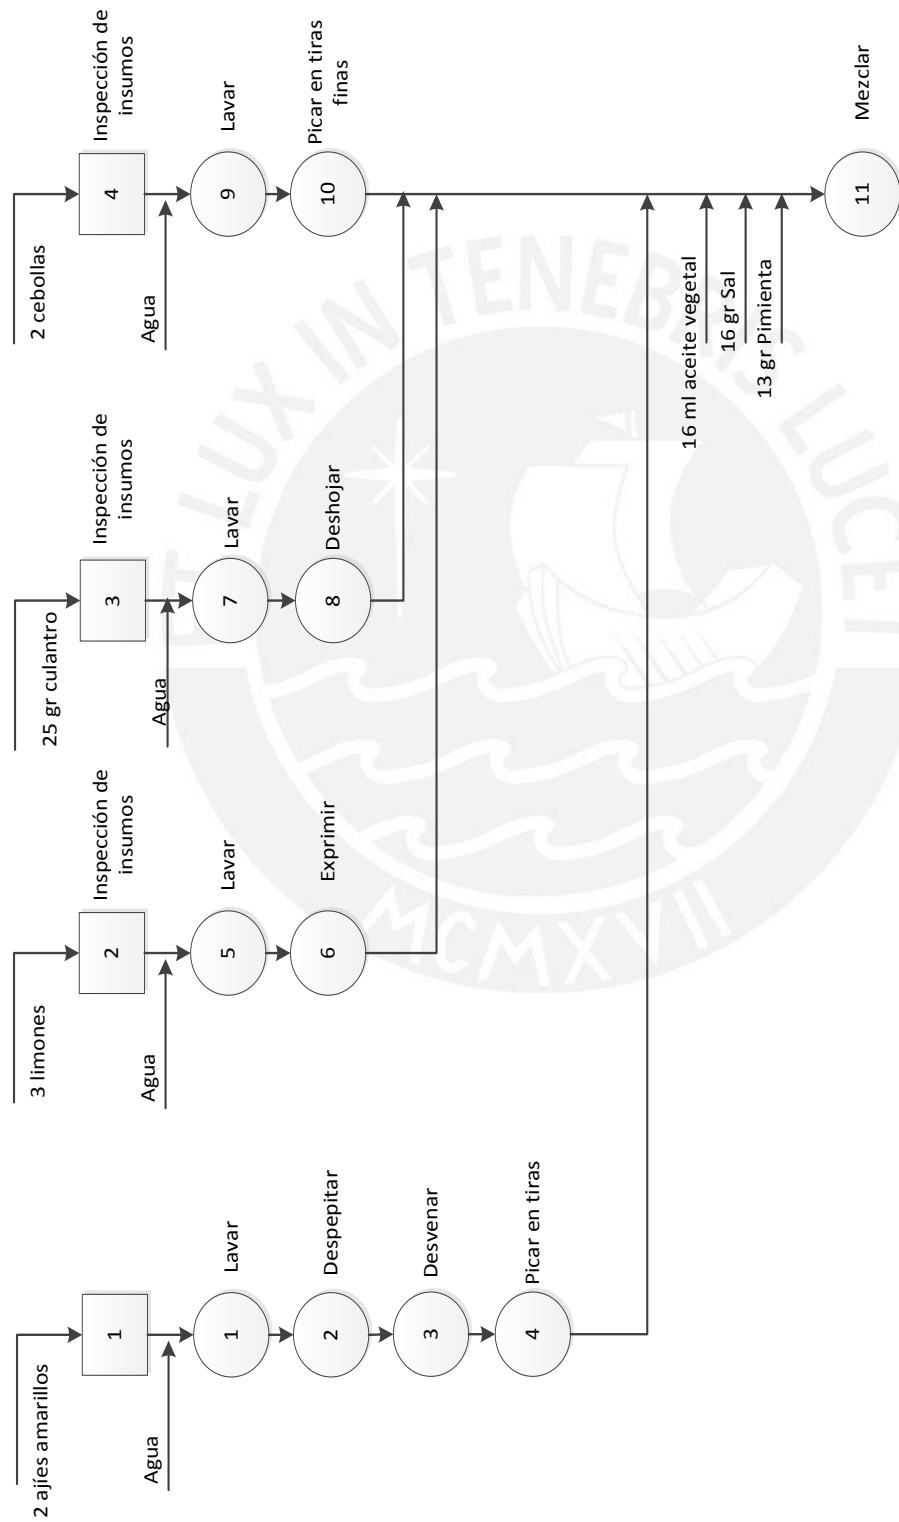 2 ajíes amarillos
1
Agua
1
Lavar
2
Despepitar
3
Desvenar
4
Picar en tiras
3 limones
2
Inspección de
insumos
Agua
5
Lavar
6
Exprimir
25 gr culantro
3
Inspección de
insumos
Agua
7
Lavar
8
Deshojar
2 cebollas
4
Inspección de
insumos
Agua
9
Lavar
10
Picar en tiras
finas
16 ml aceite vegetal
16 gr Sal
13 gr Pimienta
11
Mezclar
ET LUX IN TENEBRIS LUCET
MCMXVII